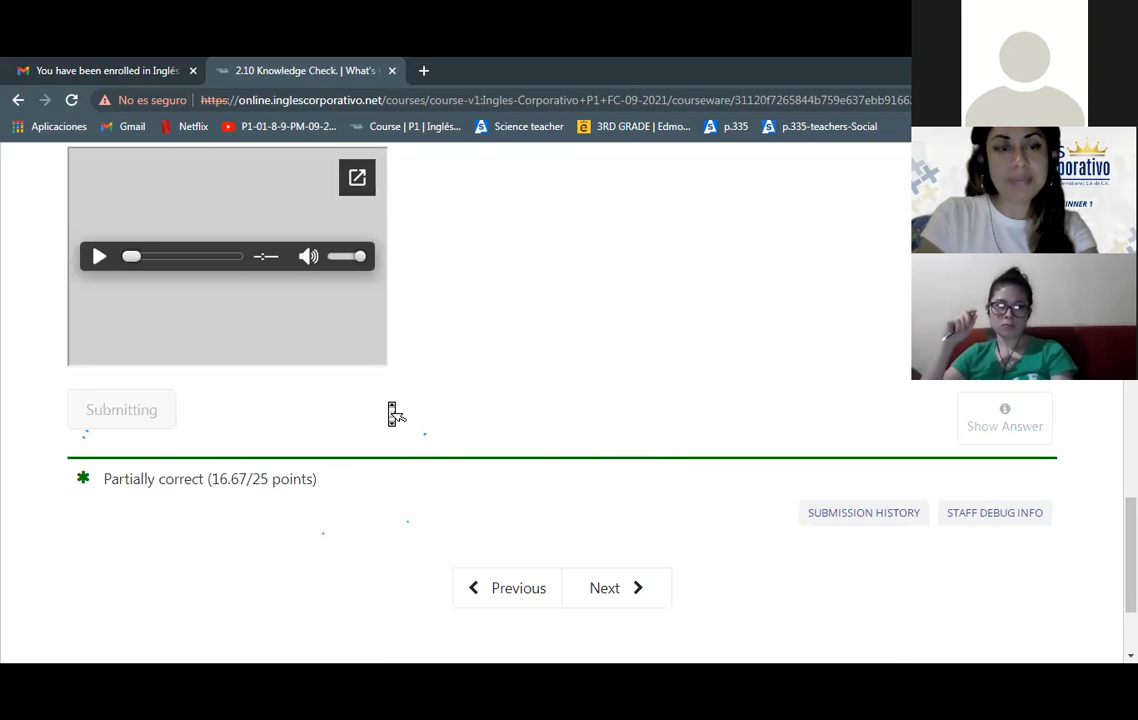 You have been enrolled in Inglés
2.10 Knowledge Check. | What's
No es seguro
https://online.inglescorporativo.net/courses/course-v1:Ingles-Corporativo+P1+FC-09-2021/courseware/31120f7265844b759e637ebb9166
Aplicaciones
Gmail
Netflix
P1-01-8-9-PM-09-2...
Course | P1 | Inglés...
Science teacher
3RD GRADE | Edmo...
p.335
p.335-teachers-Social
S
porativo
INNER 1
-:--
Submitting
Show Answer
Partially correct (16.67/25 points)
SUBMISSION HISTORY
STAFF DEBUG INFO
Previous
Next